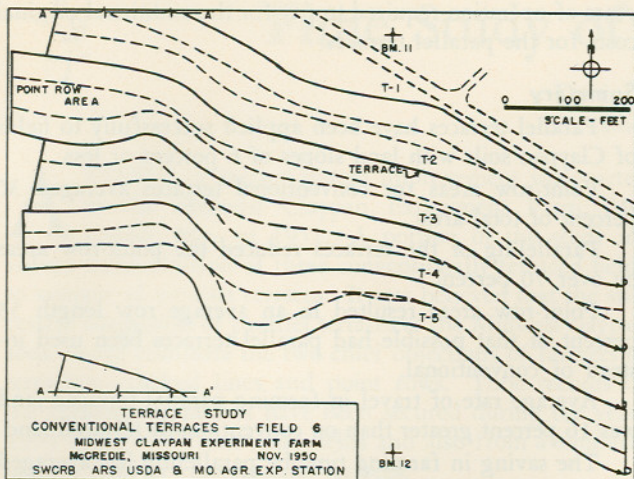 A A'
BM.11
N
T-1
0 100 200
SCALE-FEET
POINT ROW
AREA
T-2
TERRACE
T-3
T-4
T-5
A A'
TERRACE STUDY
CONVENTIONAL TERRACES — FIELD 6
MIDWEST CLAYPAN EXPERIMENT FARM
McCREDIE, MISSOURI NOV. 1950
SWCRB ARS USDA & MO. AGR. EXP. STATION
BM.12